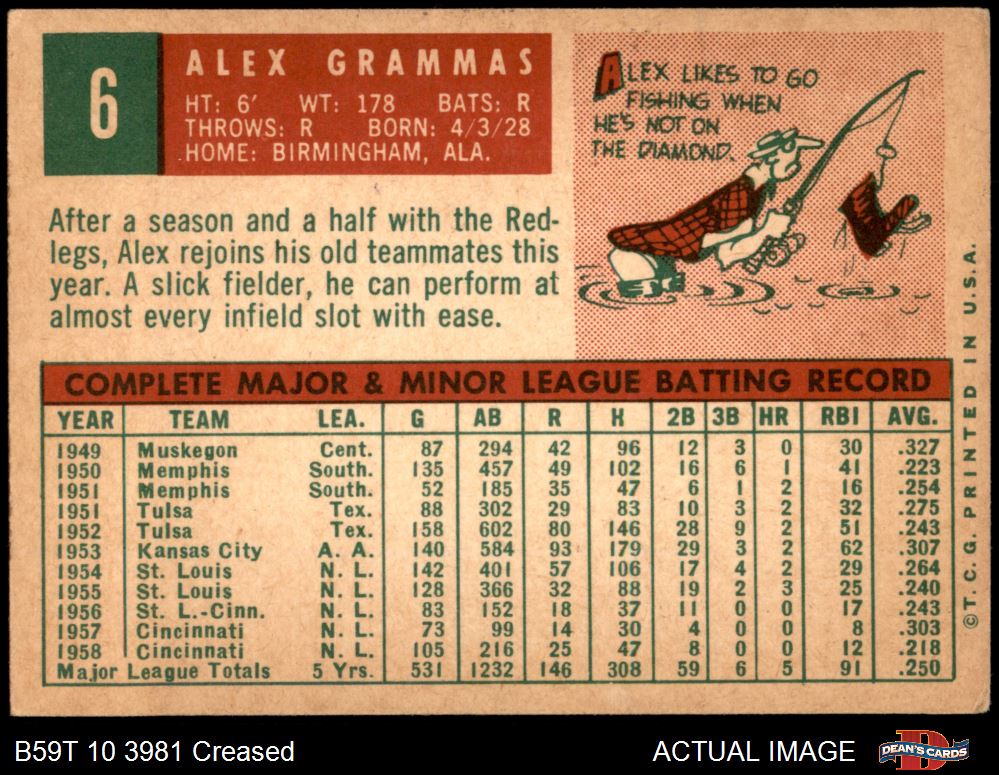 6
ALEX GRAMMAS
HT: 6' WT: 178 BATS: R
THROWS: R BORN: 4/3/28
HOME: BIRMINGHAM, ALA.
ALEX LIKES TO GO
FISHING WHEN
HE'S NOT ON
THE DIAMOND.
After a season and a half with the Red-
legs, Alex rejoins his old teammates this
year. A slick fielder, he can perform at
almost every infield slot with ease.
COMPLETE MAJOR & MINOR LEAGUE BATTING RECORD
YEAR TEAM LEA. G AB R H 2B 3B HR RBI AVG.
1949 Muskegon Cent. 87 294 42 96 12 3 0 30 .327
1950 Memphis South. 135 457 49 102 16 6 1 41 .223
1951 Memphis South. 52 185 35 47 6 1 2 16 .254
1951 Tulsa Tex. 88 302 29 83 10 3 2 32 .275
1952 Tulsa Tex. 158 602 80 146 28 9 2 51 .243
1953 Kansas City A. A. 140 584 93 179 29 3 2 62 .307
1954 St. Louis N. L. 142 401 57 106 17 4 2 29 .264
1955 St. Louis N. L. 128 366 32 88 19 2 3 25 .240
1956 St. L.-Cinn. N. L. 83 152 18 37 11 0 0 17 .243
1957 Cincinnati N. L. 73 99 14 30 4 0 0 8 .303
1958 Cincinnati N. L. 105 216 25 47 8 0 0 12 .218
Major League Totals 5 Yrs. 531 1232 146 308 59 6 5 91 .250
© T. C. G. PRINTED IN U.S.A.
B59T 10 3981 Creased
ACTUAL IMAGE
D
DEAN'S CARDS